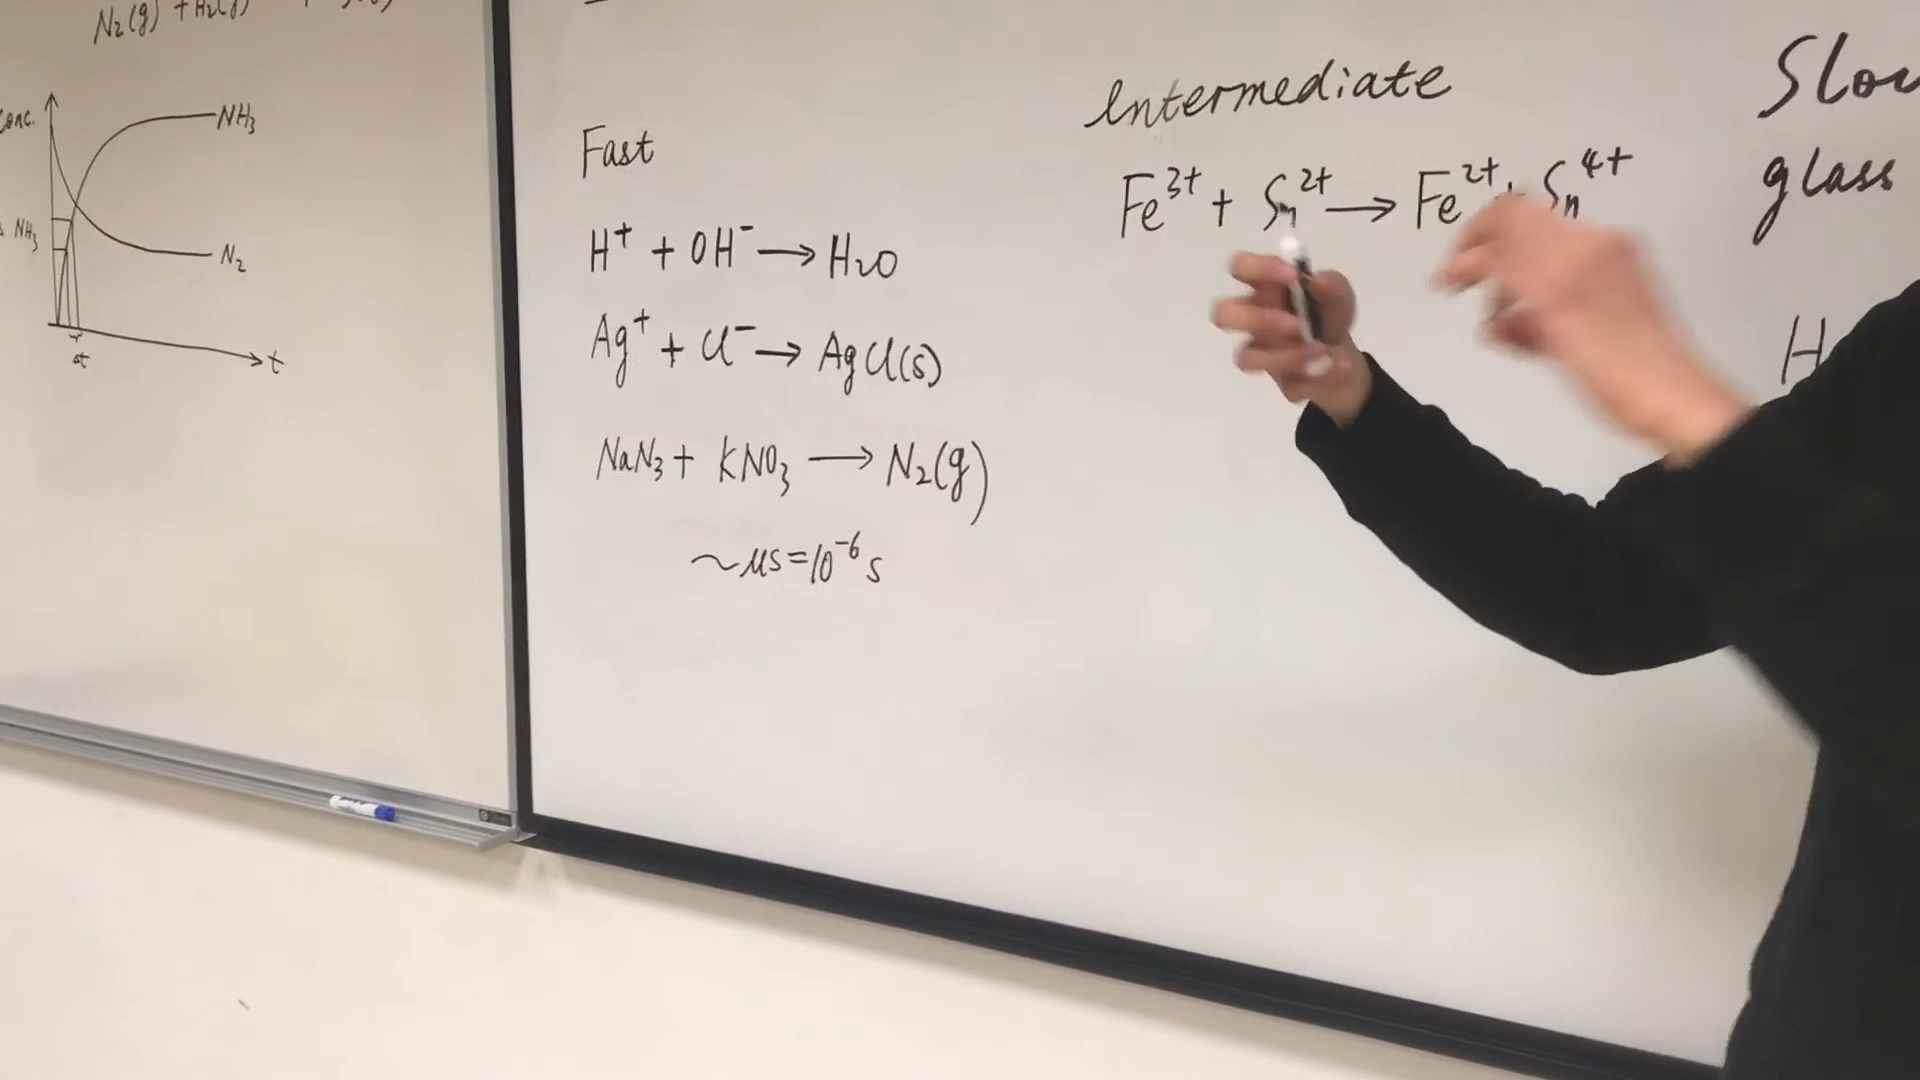 N₂(g) + H₂(g)
Conc.
NH₃
N₂
NH₃
Δt
t
Fast
H⁺ + OH⁻ → H₂O
Ag⁺ + Cl⁻ → AgCl(s)
NaN₃ + KNO₃ → N₂(g)
~ μs = 10⁻⁶ s
Intermediate
Fe³⁺ + Sn²⁺ → Fe²⁺ + Sn⁴⁺
Slow
glass
H